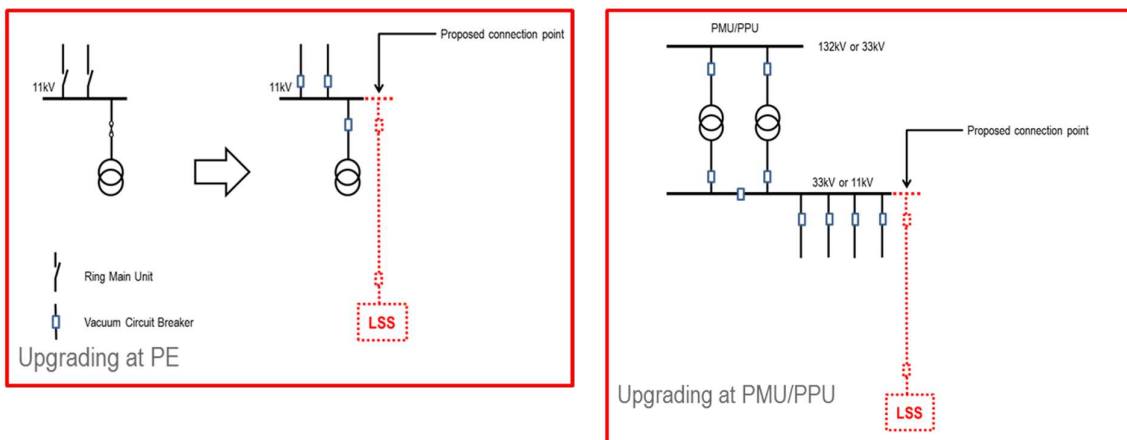 Proposed connection point
11kV
11kV
LSS
Ring Main Unit
Vacuum Circuit Breaker
Upgrading at PE
PMU/PPU
132kV or 33kV
Proposed connection point
33kV or 11kV
LSS
Upgrading at PMU/PPU